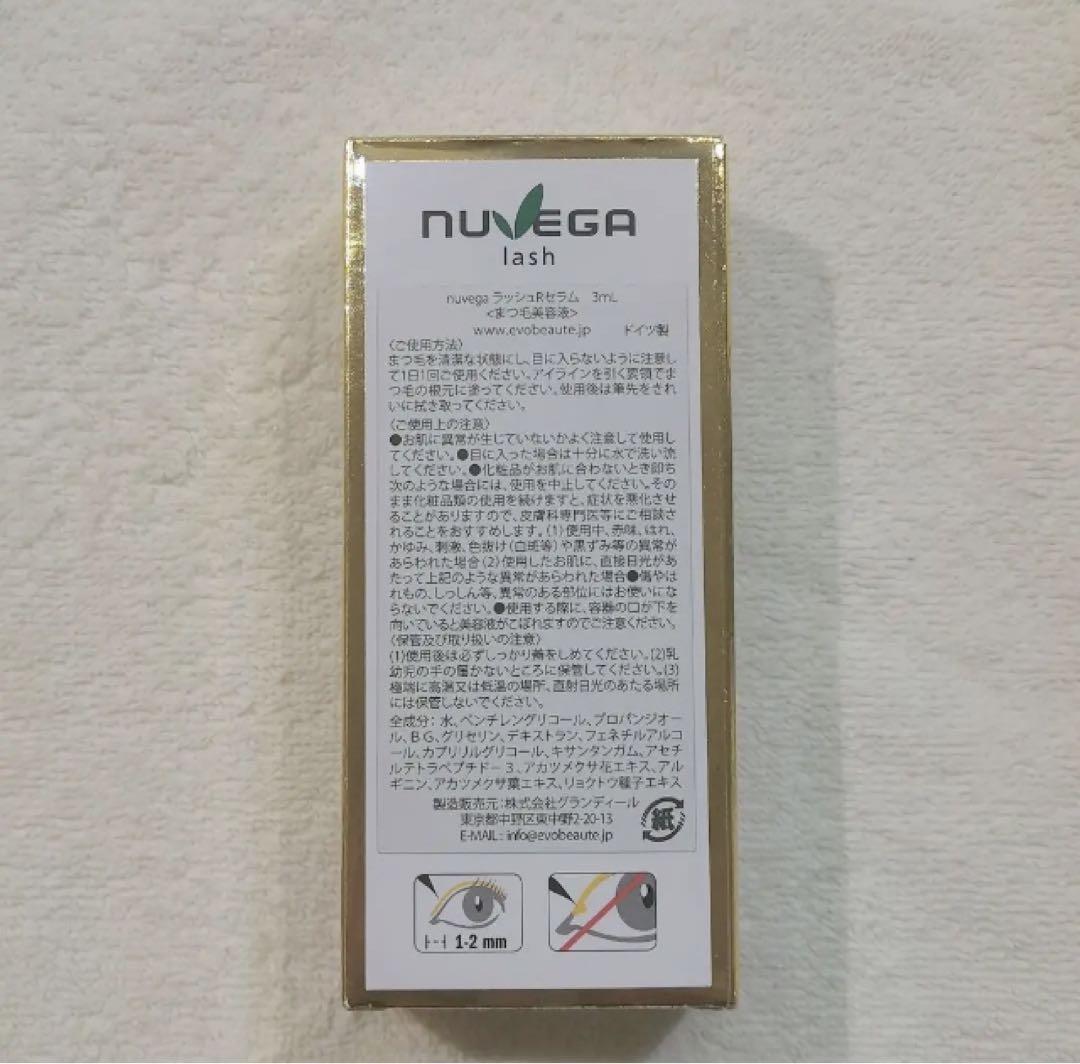 NUVEGA
lash
nuvega ラッシュRセラム 3mL
<まつ毛美容液>
www.evobeaute.jp ドイツ製
〈ご使用方法〉
まつ毛を清潔な状態にし、目に入らないように注意し
て1日1回ご使用ください。アイラインを引く要領でま
つ毛の根元に塗ってください。使用後は筆先をきれ
いに拭き取ってください。
〈ご使用上の注意〉
●お肌に異常が生じていないかよく注意して使用し
てください。●目に入った場合は十分に水で洗い流
してください。●化粧品がお肌に合わないとき即ち
次のような場合には、使用を中止してください。その
まま化粧品類の使用を続けますと、症状を悪化させ
ることがありますので、皮膚科専門医等にご相談さ
れることをおすすめします。(1)使用中、赤味、はれ、
かゆみ、刺激、色抜け(白斑等)や黒ずみ等の異常が
あらわれた場合(2)使用したお肌に、直接日光があ
たって上記のような異常があらわれた場合●傷やは
れもの、しっしん等、異常のある部位にはお使いにな
らないでください。●使用する際に、容器の口が下を
向いていると美容液がこぼれますのでご注意ください。
〈保管及び取り扱いの注意〉
(1)使用後は必ずしっかり蓋をしめてください。(2)乳
幼児の手の届かないところに保管してください。(3)
極端に高温又は低温の場所、直射日光のあたる場所
には保管しないでください。
全成分：水、ペンチレングリコール、プロパンジオー
ル、BG、グリセリン、デキストラン、フェネチルアルコ
ール、カプリリルグリコール、キサンタンガム、アセチ
ルテトラペプチド－３、アカツメクサ花エキス、アル
ギニン、アカツメクサ葉エキス、リョクトウ種子エキス
製造販売元：株式会社グランディール
東京都中野区東中野2-20-13
E-MAIL：info@evobeaute.jp
紙
1-2 mm